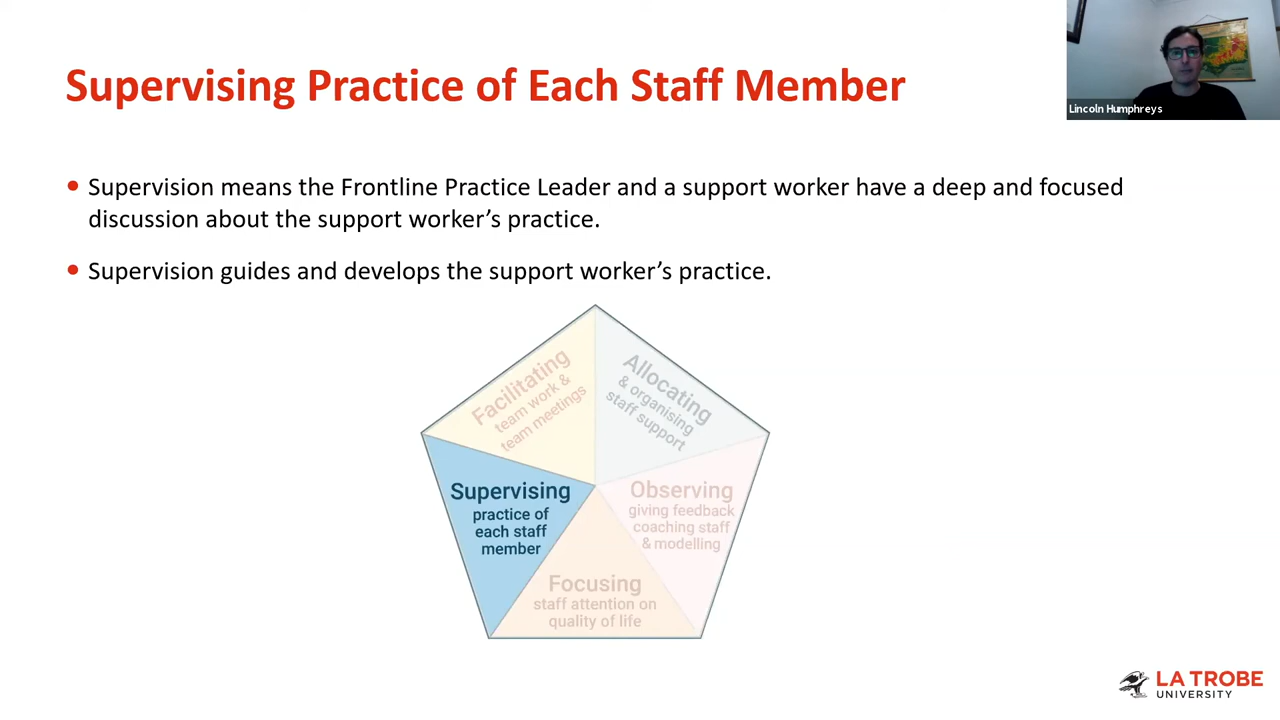 Supervising Practice of Each Staff Member
Lincoln Humphreys
• Supervision means the Frontline Practice Leader and a support worker have a deep and focused
discussion about the support worker’s practice.
• Supervision guides and develops the support worker’s practice.
Facilitating
team work &
team meetings
Allocating
& organising
staff support
Supervising
practice of
each staff
member
Observing
giving feedback
coaching staff
& modelling
Focusing
staff attention on
quality of life
LA TROBE
UNIVERSITY